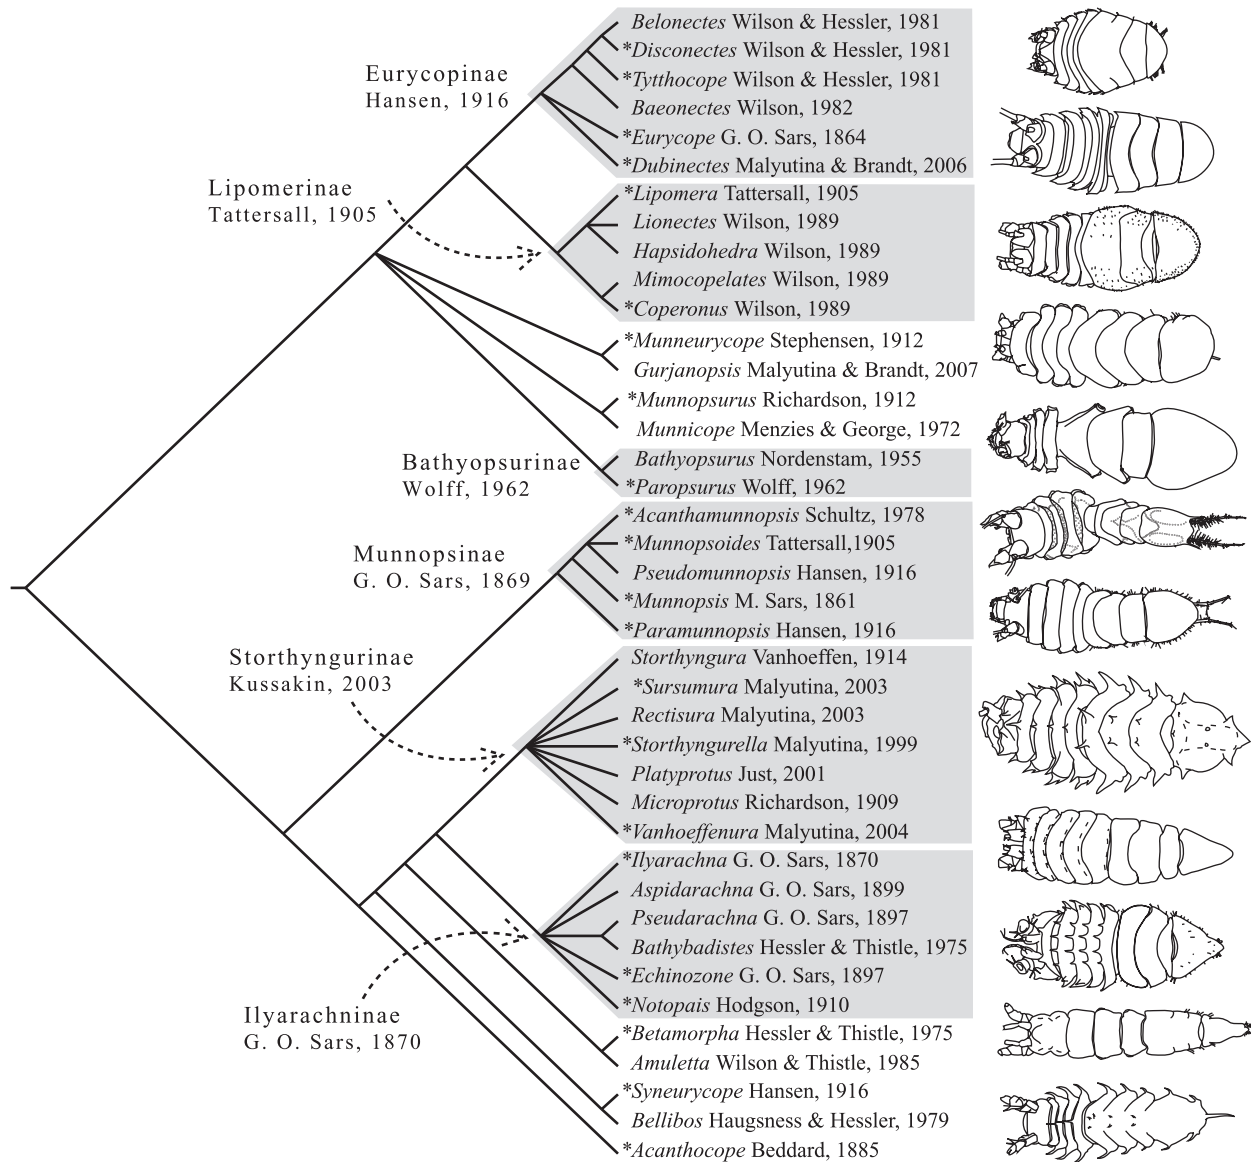 Eurycopinae
Hansen, 1916
Lipomerinae
Tattersall, 1905
Bathyopsurinae
Wolff, 1962
Munnopsinae
G. O. Sars, 1869
Storthyngurinae
Kussakin, 2003
Ilyarachninae
G. O. Sars, 1870
Belonectes Wilson & Hessler, 1981
*Disconectes Wilson & Hessler, 1981
*Tytthocope Wilson & Hessler, 1981
Baeonectes Wilson, 1982
*Eurycope G. O. Sars, 1864
*Dubinectes Malyutina & Brandt, 2006
*Lipomera Tattersall, 1905
Lionectes Wilson, 1989
Hapsidohedra Wilson, 1989
Mimocopelates Wilson, 1989
*Coperonus Wilson, 1989
*Munneurycope Stephensen, 1912
Gurjanopsis Malyutina & Brandt, 2007
*Munnopsurus Richardson, 1912
Munnicope Menzies & George, 1972
Bathyopsurus Nordenstam, 1955
*Paropsurus Wolff, 1962
*Acanthamunnopsis Schultz, 1978
*Munnopsoides Tattersall,1905
Pseudomunnopsis Hansen, 1916
*Munnopsis M. Sars, 1861
*Paramunnopsis Hansen, 1916
Storthyngura Vanhoeffen, 1914
*Sursumura Malyutina, 2003
Rectisura Malyutina, 2003
*Storthyngurella Malyutina, 1999
Platyprotus Just, 2001
Microprotus Richardson, 1909
*Vanhoeffenura Malyutina, 2004
*Ilyarachna G. O. Sars, 1870
Aspidarachna G. O. Sars, 1899
Pseudarachna G. O. Sars, 1897
Bathybadistes Hessler & Thistle, 1975
*Echinozone G. O. Sars, 1897
*Notopais Hodgson, 1910
*Betamorpha Hessler & Thistle, 1975
Amuletta Wilson & Thistle, 1985
*Syneurycope Hansen, 1916
Bellibos Haugsness & Hessler, 1979
*Acanthocope Beddard, 1885